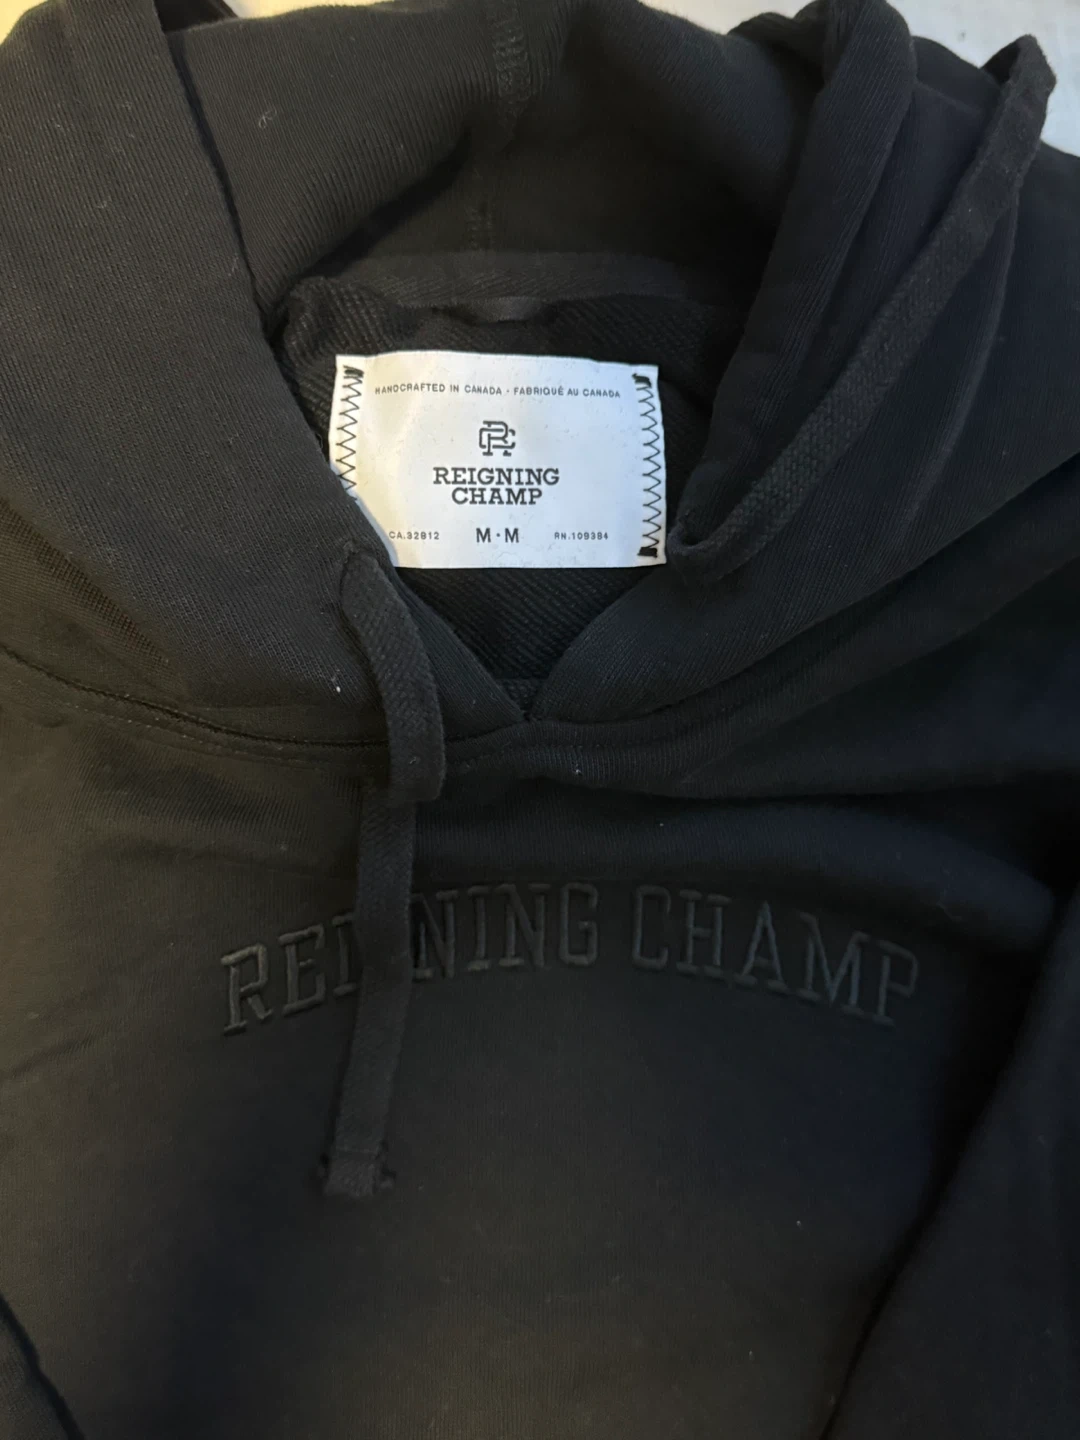 HANDCRAFTED IN CANADA · FABRIQUÉ AU CANADA
RC
REIGNING
CHAMP
CA.32812 M·M RN.109384
REIGNING CHAMP